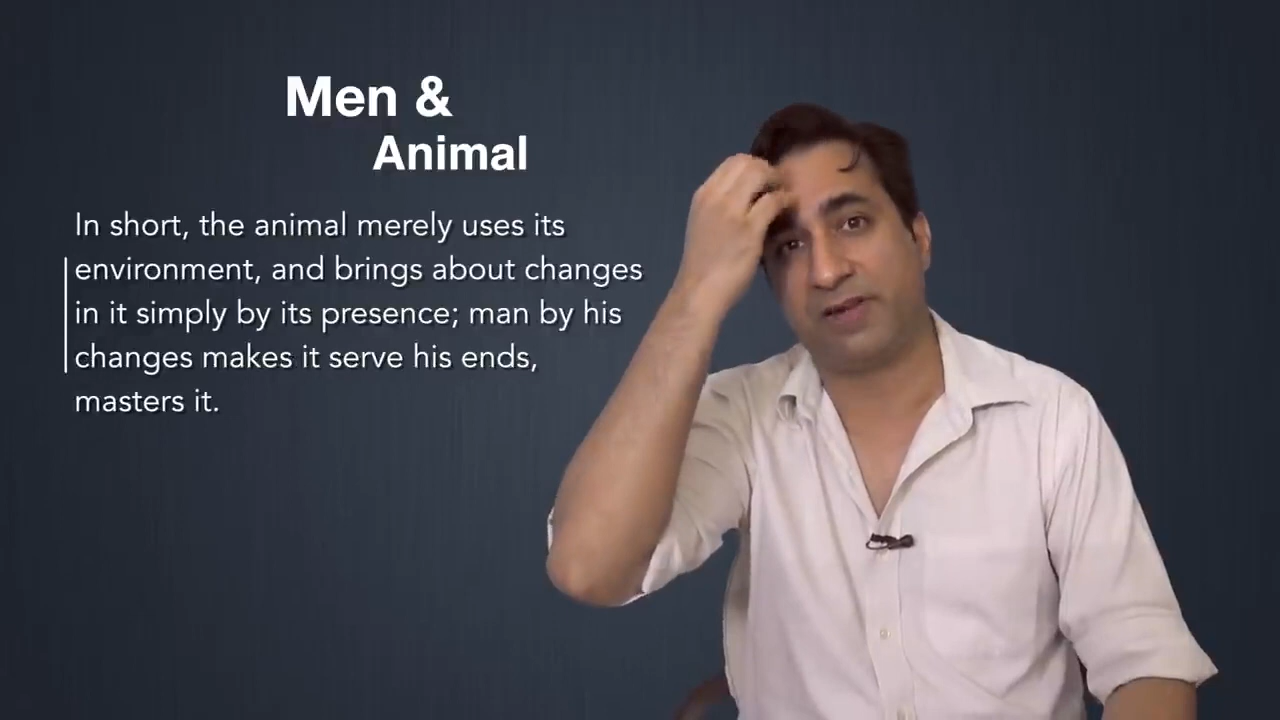 Men &
Animal
In short, the animal merely uses its
environment, and brings about changes
in it simply by its presence; man by his
changes makes it serve his ends,
masters it.